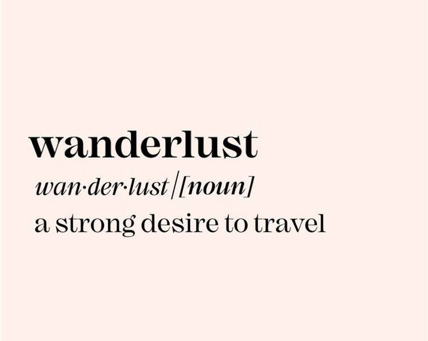 wanderlust
wan·der·lust/[noun]
a strong desire to travel